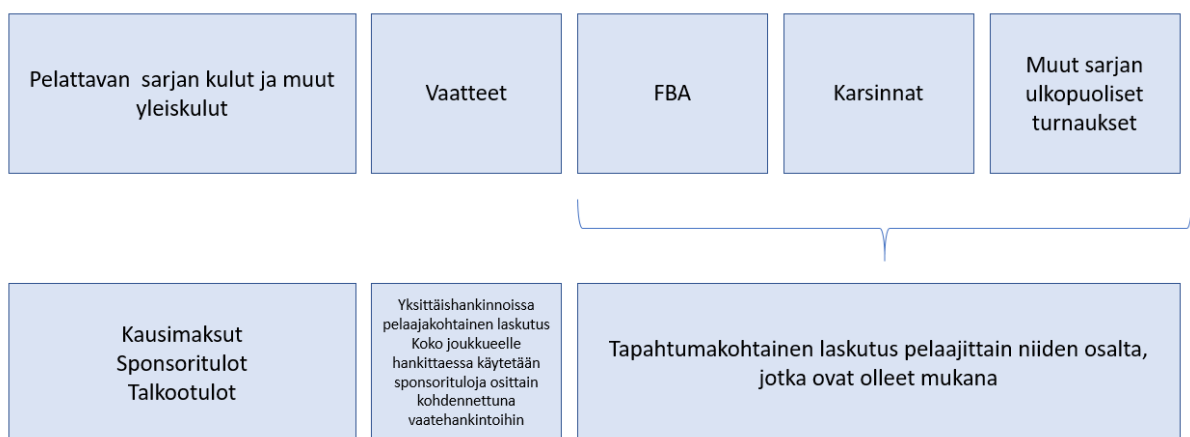 Pelattavan sarjan kulut ja muut
yleiskulut
Vaatteet
FBA
Karsinnat
Muut sarjan
ulkopuoliset
turnaukset
Kausimaksut
Sponsoritulot
Talkootulot
Yksittäishankinnoissa
pelaajakohtainen laskutus
Koko joukkueelle
hankittaessa käytetään
sponsorituloja osittain
kohdennettuna
vaatehankintoihin
Tapahtumakohtainen laskutus pelaajittain niiden osalta,
jotka ovat olleet mukana